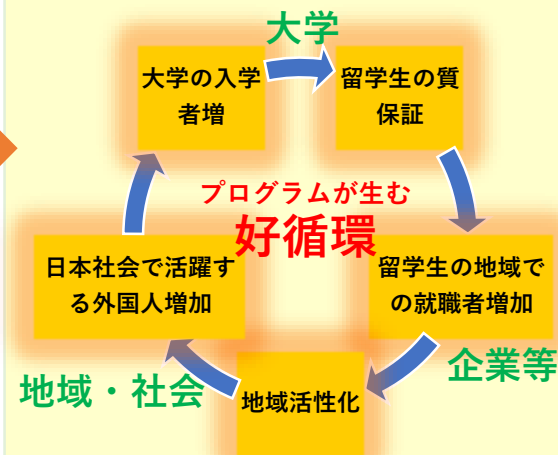 大学
大学の入学
者増
留学生の質
保証
プログラムが生む
好循環
日本社会で活躍す
る外国人増加
留学生の地域で
の就職者増加
企業等
地域・社会
地域活性化